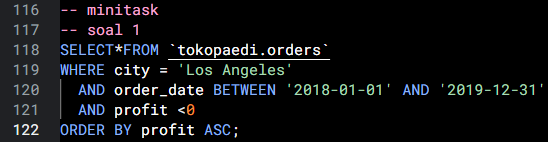 116 -- minitask
117 -- soal 1
118 SELECT*FROM `tokopaedi.orders`
119 WHERE city = 'Los Angeles'
120 AND order_date BETWEEN '2018-01-01' AND '2019-12-31'
121 AND profit <0
122 ORDER BY profit ASC;